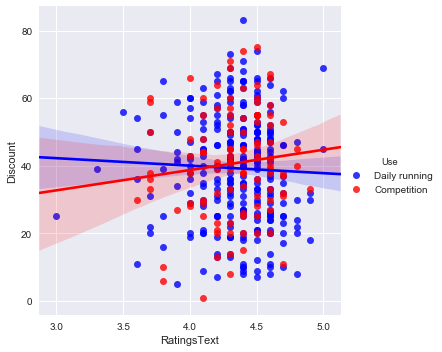 80
60
40
20
0
Discount
3.0 3.5 4.0 4.5 5.0
RatingsText
Use
Daily running
Competition